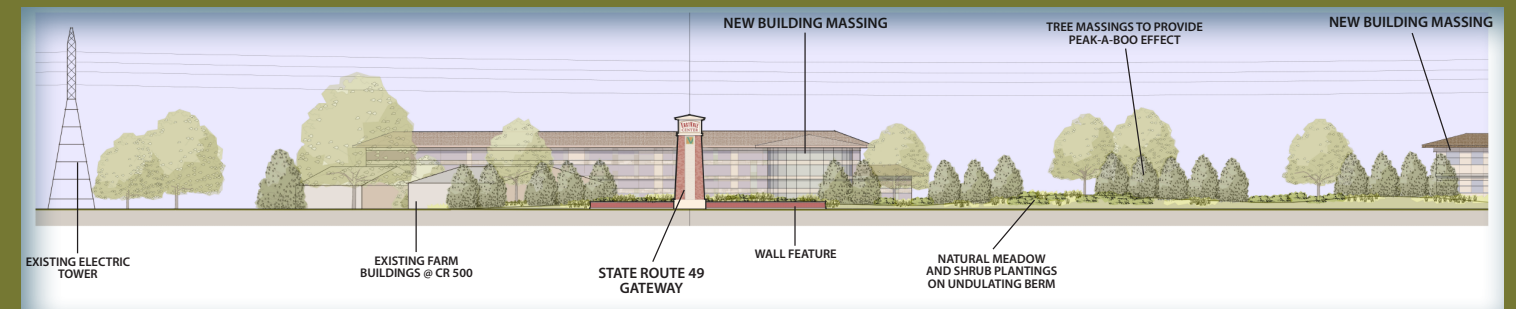 NEW BUILDING MASSING
TREE MASSINGS TO PROVIDE
PEAK-A-BOO EFFECT
NEW BUILDING MASSING
CENTER
EXISTING ELECTRIC
TOWER
EXISTING FARM
BUILDINGS @ CR 500
STATE ROUTE 49
GATEWAY
WALL FEATURE
NATURAL MEADOW
AND SHRUB PLANTINGS
ON UNDULATING BERM